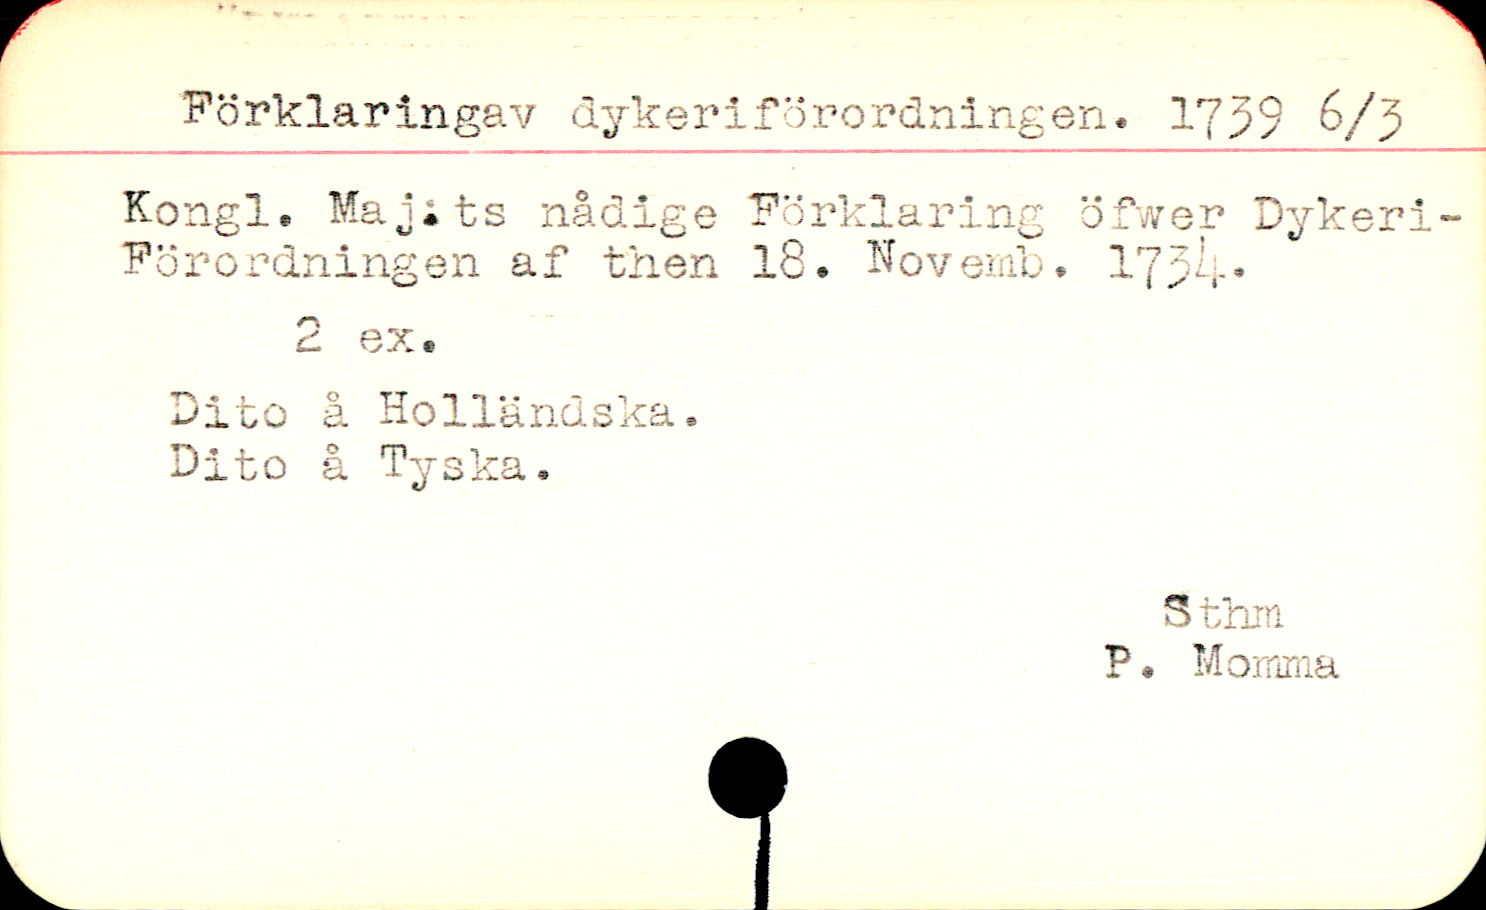 Förklaringav dykeriförordningen. 1739 6/3
Kongl. Maj:ts nådige Förklaring öfwer Dykeri-
Förordningen af then 18. Novemb. 1734.
2 ex.
Dito å Holländska.
Dito å Tyska.
Sthm
P. Momma